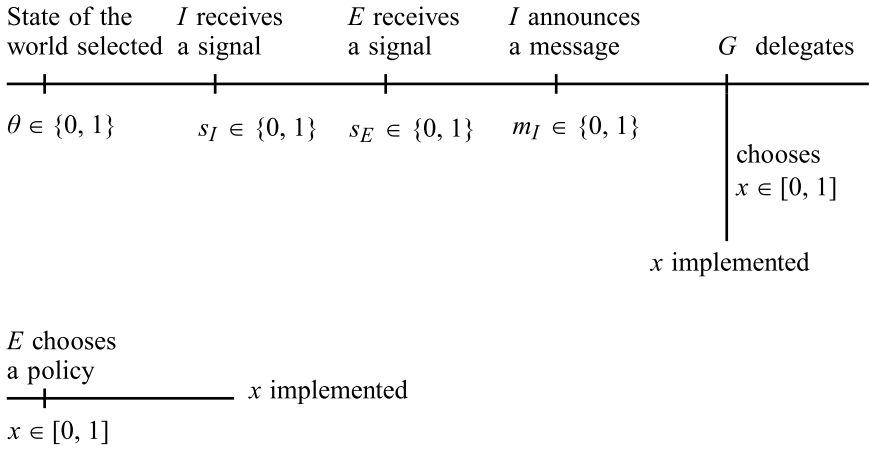 State of the I receives E receives I announces
world selected a signal a signal a message G delegates
θ ∈ {0, 1} s_I ∈ {0, 1} s_E ∈ {0, 1} m_I ∈ {0, 1}
chooses
x ∈ [0, 1]
x implemented
E chooses
a policy
x implemented
x ∈ [0, 1]